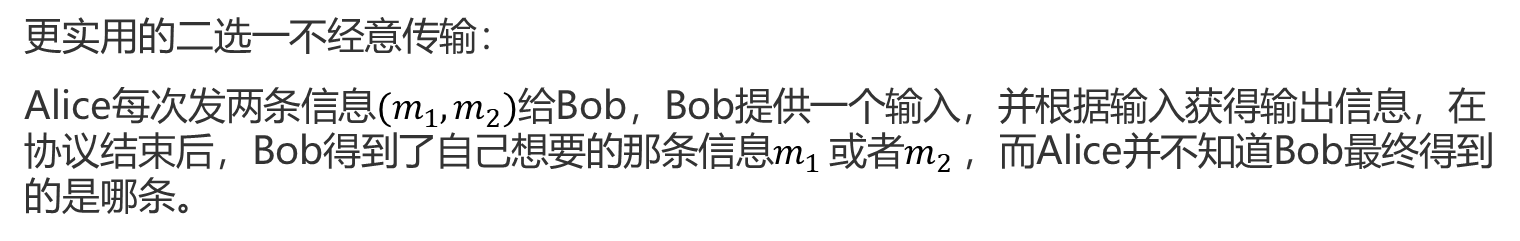 更实用的二选一不经意传输：
Alice每次发两条信息(m₁,m₂)给Bob，Bob提供一个输入，并根据输入获得输出信息，在
协议结束后，Bob得到了自己想要的那条信息m₁ 或者m₂ ，而Alice并不知道Bob最终得到
的是哪条。